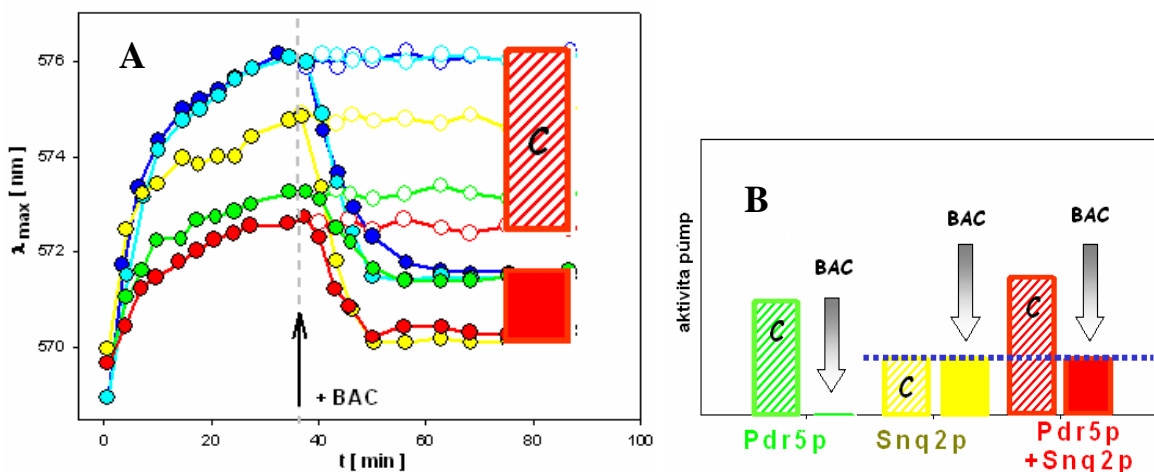 A
576
574
572
570
λmax [ nm ]
C
+ BAC
0
20
40
60
80
100
t [ min ]
B
aktivita púmp
C
BAC
C
BAC
C
BAC
Pdr5p
Snq2p
Pdr5p
+Snq2p